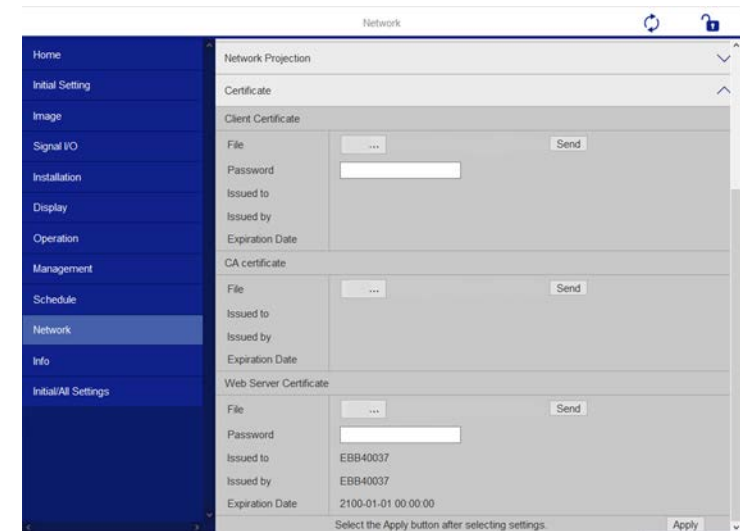 Network
Home
Initial Setting
Image
Signal I/O
Installation
Display
Operation
Management
Schedule
Network
Info
Initial/All Settings
Network Projection
Certificate
Client Certificate
File ... Send
Password
Issued to
Issued by
Expiration Date
CA certificate
File ... Send
Issued to
Issued by
Expiration Date
Web Server Certificate
File ... Send
Password
Issued to EBB40037
Issued by EBB40037
Expiration Date 2100-01-01 00:00:00
Select the Apply button after selecting settings. Apply